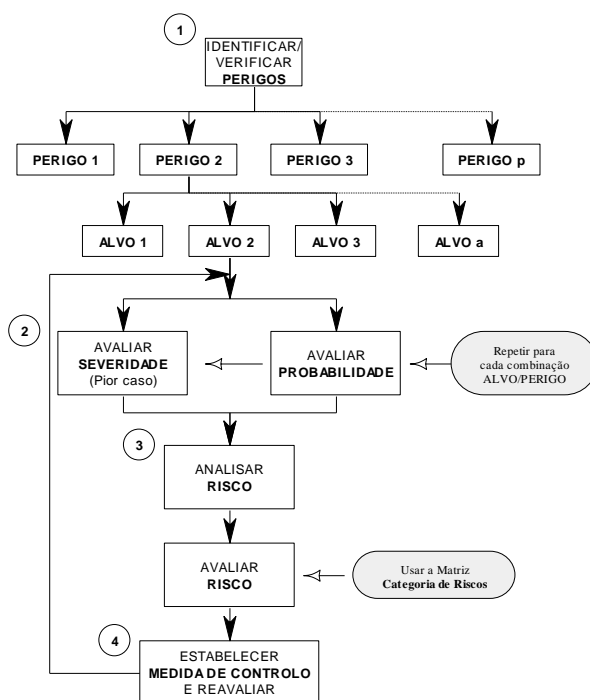 1
IDENTIFICAR/
VERIFICAR
PERIGOS
PERIGO 1
PERIGO 2
PERIGO 3
PERIGO p
ALVO 1
ALVO 2
ALVO 3
ALVO a
2
AVALIAR
SEVERIDADE
(Pior caso)
AVALIAR
PROBABILIDADE
Repetir para
cada combinação
ALVO/PERIGO
3
ANALISAR
RISCO
AVALIAR
RISCO
Usar a Matriz
Categoria de Riscos
4
ESTABELECER
MEDIDA DE CONTROLO
E REAVALIAR